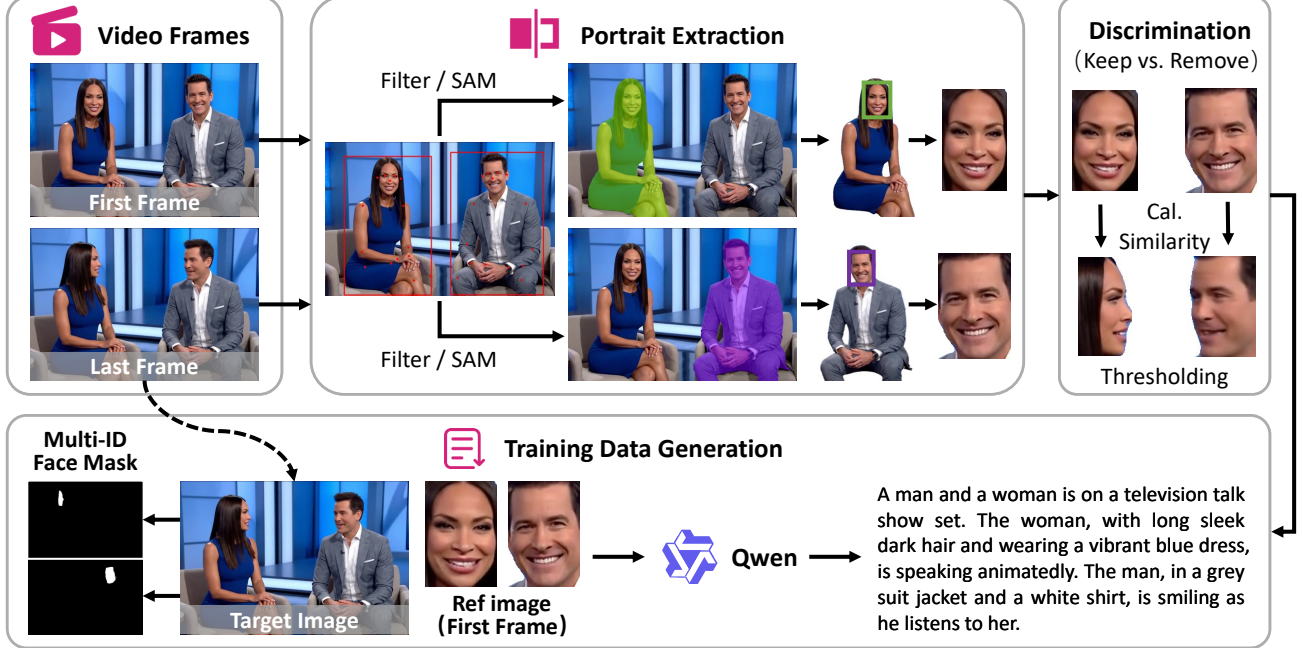 Video Frames
First Frame
Last Frame
Portrait Extraction
Filter / SAM
Filter / SAM
Discrimination
(Keep vs. Remove)
Cal.
Similarity
Thresholding
Multi-ID
Face Mask
Training Data Generation
Target Image
Ref image
(First Frame)
Qwen
A man and a woman is on a television talk
show set. The woman, with long sleek
dark hair and wearing a vibrant blue dress,
is speaking animatedly. The man, in a grey
suit jacket and a white shirt, is smiling as
he listens to her.